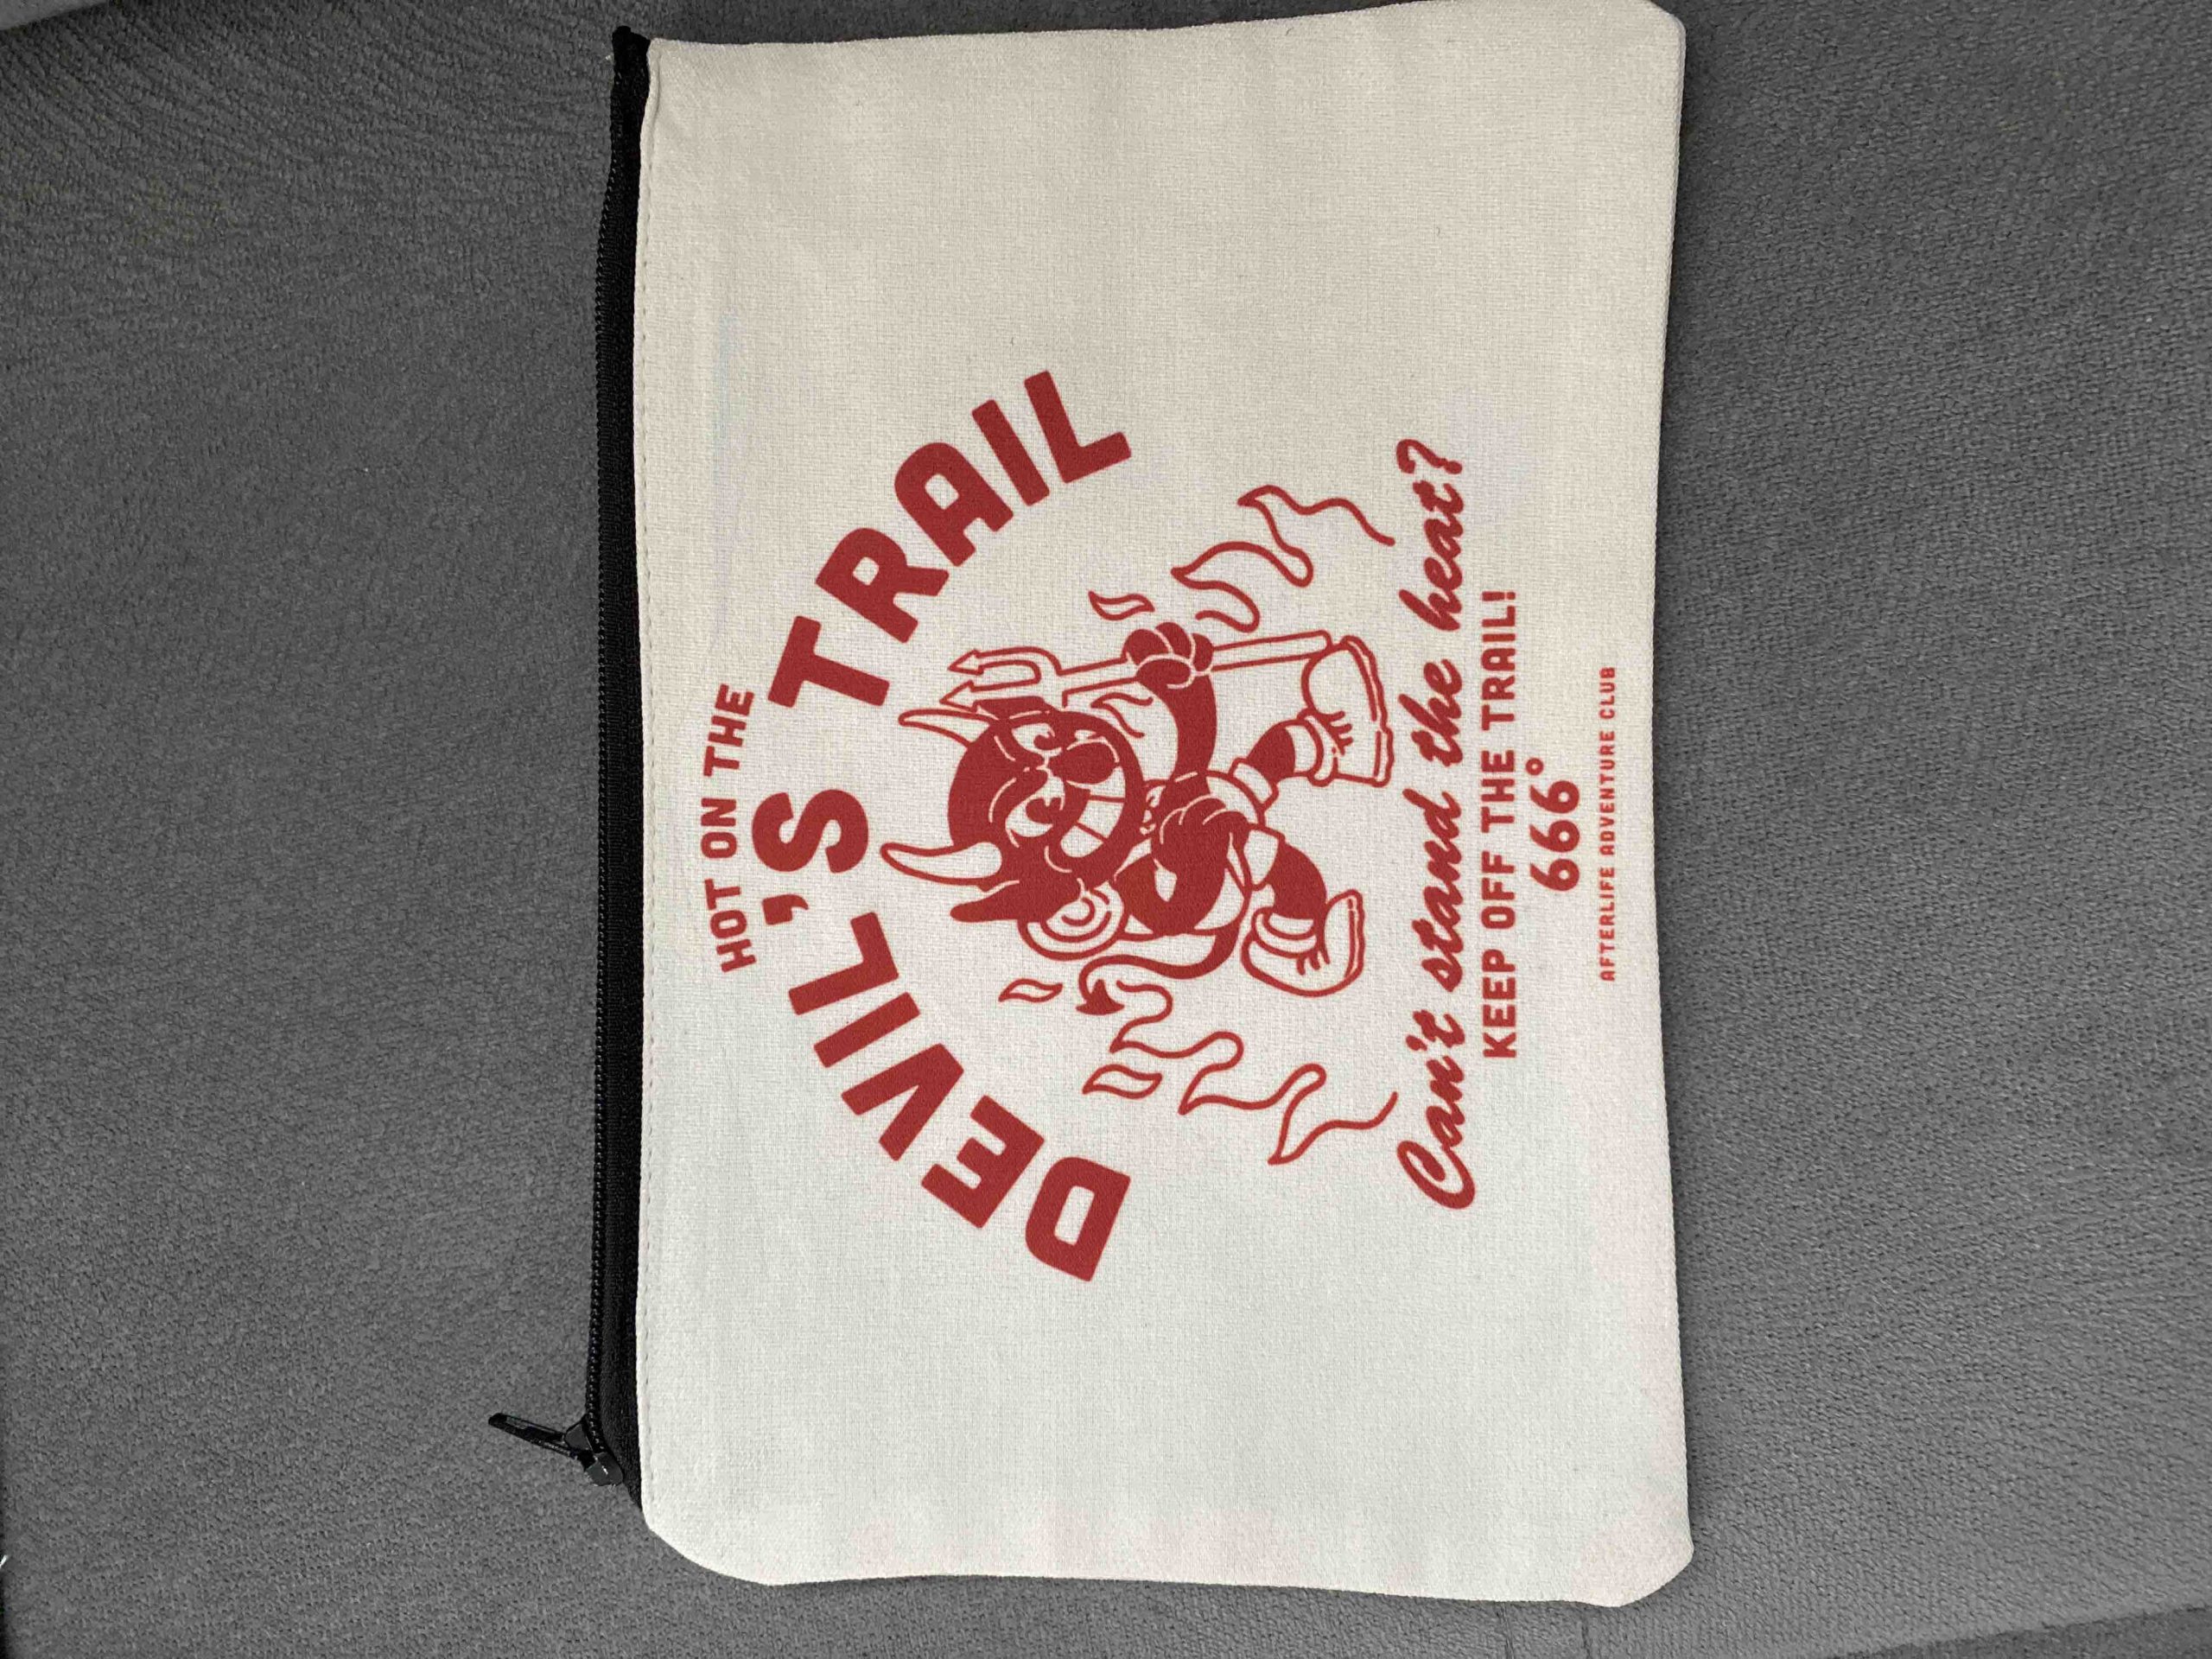 HOT ON THE
DEVIL'S TRAIL
Can't stand the heat?
KEEP OFF THE TRAIL!
666°
AFTERLIFE ADVENTURE CLUB